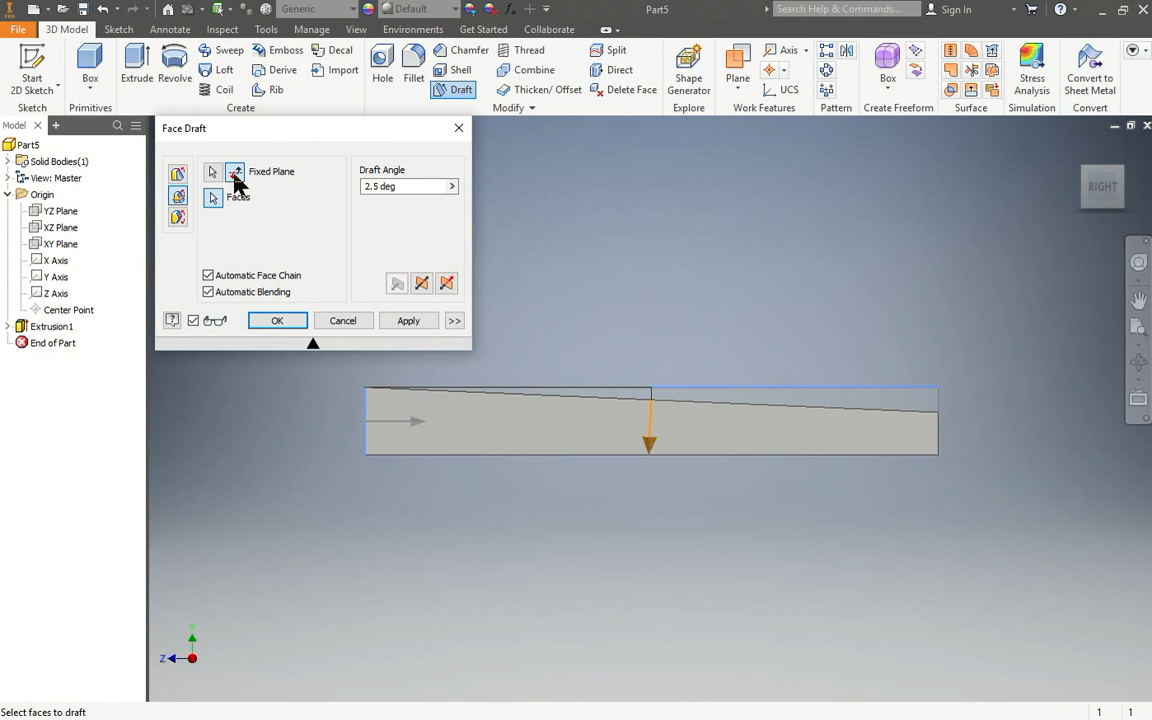 Generic
Default
Part5
Search Help & Commands...
Sign In
File
3D Model
Sketch
Annotate
Inspect
Tools
Manage
View
Environments
Get Started
Collaborate
Start
2D Sketch
Sketch
Box
Primitives
Extrude
Revolve
Sweep
Loft
Coil
Emboss
Derive
Rib
Decal
Import
Create
Hole
Fillet
Chamfer
Shell
Draft
Thread
Combine
Thicken/ Offset
Split
Direct
Delete Face
Modify
Shape
Generator
Explore
Plane
Axis
UCS
Work Features
Pattern
Box
Create Freeform
Surface
Stress
Analysis
Simulation
Convert to
Sheet Metal
Convert
Model
Part5
Solid Bodies(1)
View: Master
Origin
YZ Plane
XZ Plane
XY Plane
X Axis
Y Axis
Z Axis
Center Point
Extrusion1
End of Part
Face Draft
Fixed Plane
Faces
Draft Angle
2.5 deg
Automatic Face Chain
Automatic Blending
OK
Cancel
Apply
>>
RIGHT
Y
Z
Select faces to draft
1
1